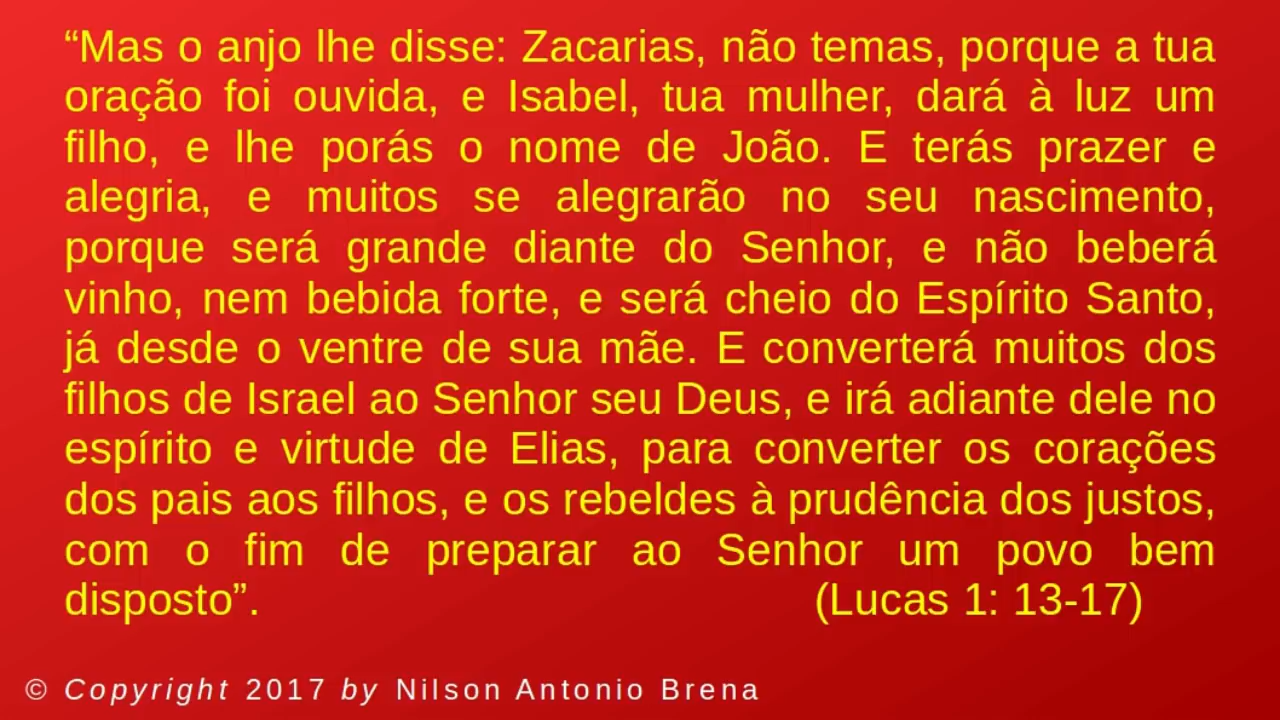 “Mas o anjo lhe disse: Zacarias, não temas, porque a tua
oração foi ouvida, e Isabel, tua mulher, dará à luz um
filho, e lhe porás o nome de João. E terás prazer e
alegria, e muitos se alegrarão no seu nascimento,
porque será grande diante do Senhor, e não beberá
vinho, nem bebida forte, e será cheio do Espírito Santo,
já desde o ventre de sua mãe. E converterá muitos dos
filhos de Israel ao Senhor seu Deus, e irá adiante dele no
espírito e virtude de Elias, para converter os corações
dos pais aos filhos, e os rebeldes à prudência dos justos,
com o fim de preparar ao Senhor um povo bem
disposto”. (Lucas 1: 13-17)
© Copyright 2017 by Nilson Antonio Brena